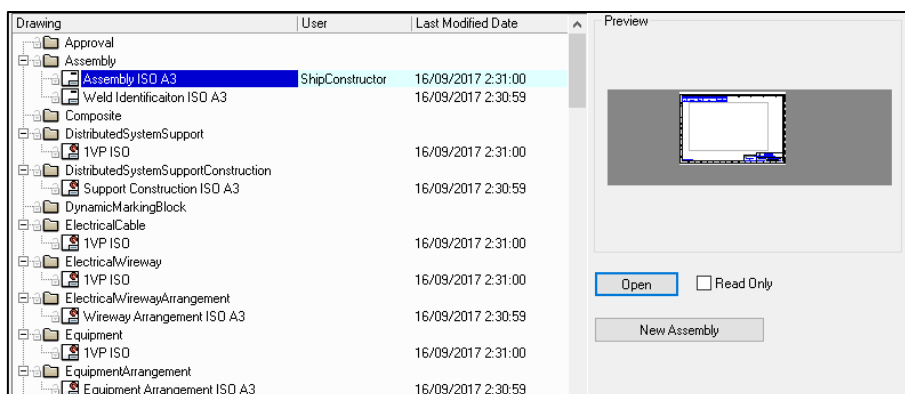 Drawing User Last Modified Date
Approval
Assembly
Assembly ISO A3 ShipConstructor 16/09/2017 2:31:00
Weld Identificaiton ISO A3 16/09/2017 2:30:59
Composite
DistributedSystemSupport
1VP ISO 16/09/2017 2:31:00
DistributedSystemSupportConstruction
Support Construction ISO A3 16/09/2017 2:30:59
DynamicMarkingBlock
ElectricalCable
1VP ISO 16/09/2017 2:31:00
ElectricalWireway
1VP ISO 16/09/2017 2:31:00
ElectricalWirewayArrangement
Wireway Arrangement ISO A3 16/09/2017 2:30:59
Equipment
1VP ISO 16/09/2017 2:31:00
EquipmentArrangement
Equipment Arrangement ISO A3 16/09/2017 2:30:59
Preview
Open Read Only
New Assembly